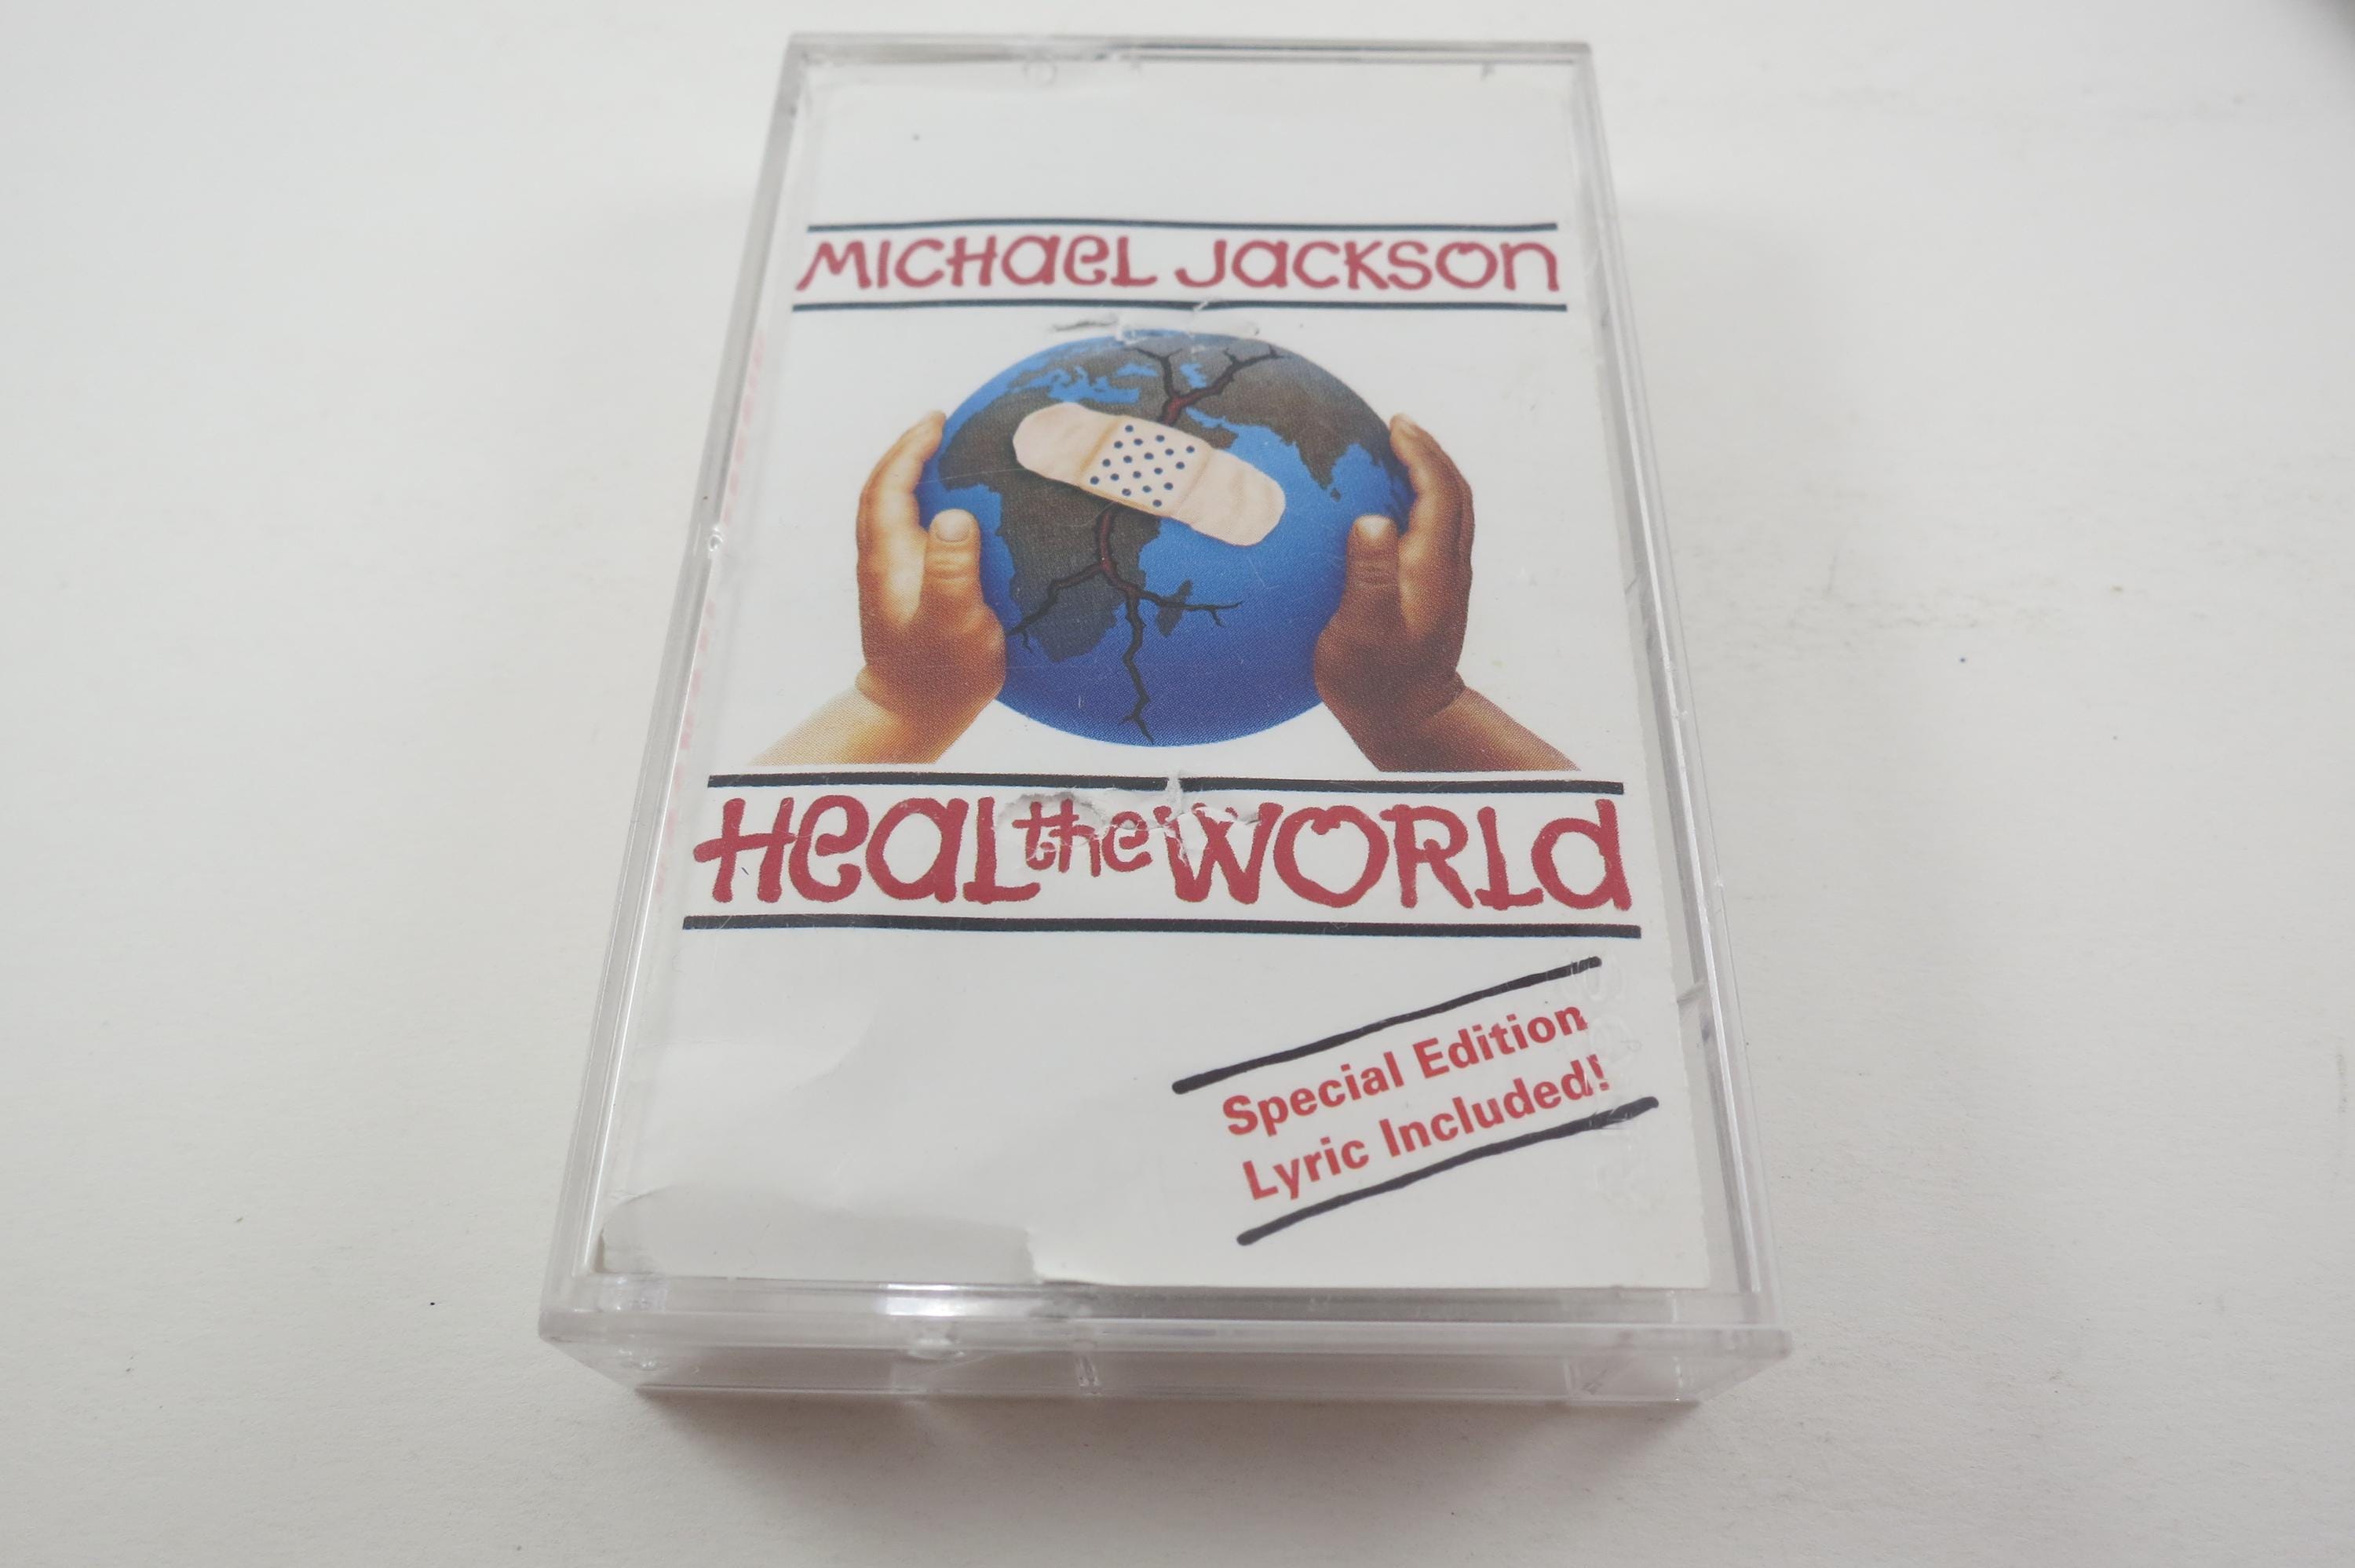 MICHaeL Jackson
HeaL the WORLd
Special Edition
Lyric Included!